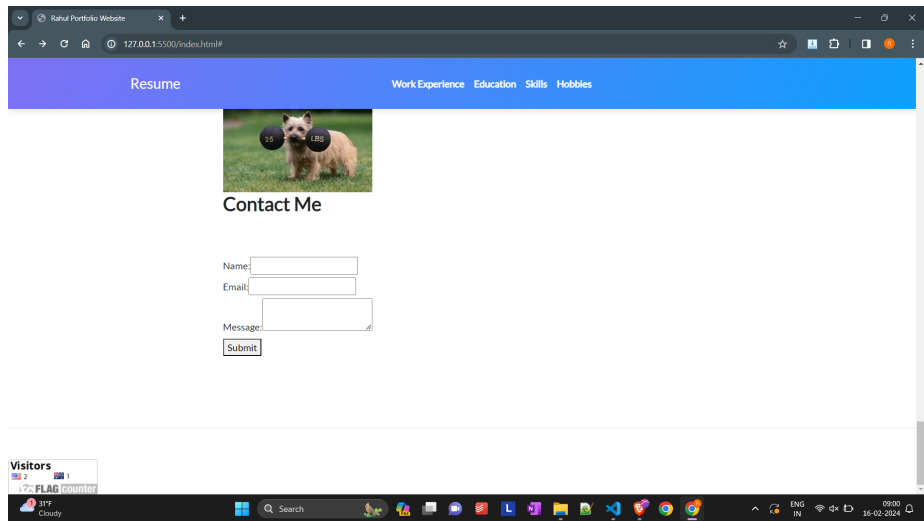 Rahul Portfolio Website
127.0.0.1:5500/index.html#
Resume
Work Experience Education Skills Hobbies
25 LBS
Contact Me
Name:
Email:
Message:
Submit
Visitors
2 1
FLAG counter
1 31°F
Cloudy
Search
ENG
IN
09:00
16-02-2024